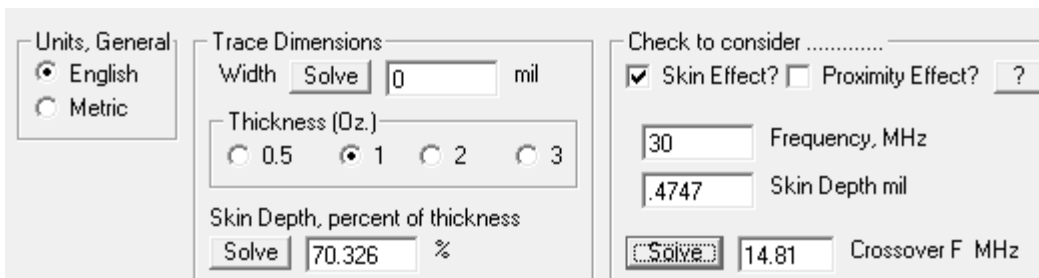 Units, General
English
Metric
Trace Dimensions
Width Solve 0 mil
Thickness (Oz.)
0.5 1 2 3
Skin Depth, percent of thickness
Solve 70.326 %
Check to consider .............
Skin Effect? Proximity Effect? ?
30 Frequency, MHz
.4747 Skin Depth mil
Solve 14.81 Crossover F MHz